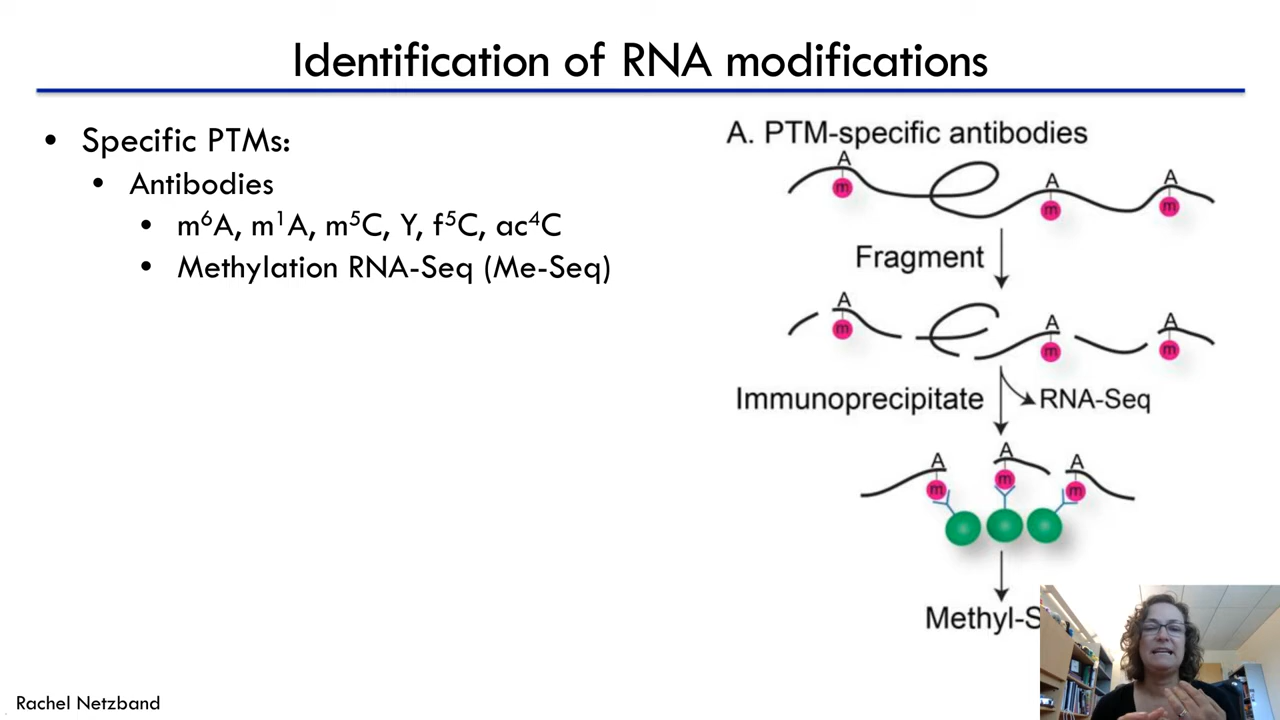 Identification of RNA modifications
• Specific PTMs:
• Antibodies
• m⁶A, m¹A, m⁵C, Y, f⁵C, ac⁴C
• Methylation RNA-Seq (Me-Seq)
A. PTM-specific antibodies
A
m
A
m
A
m
Fragment
A
m
A
m
A
m
Immunoprecipitate
RNA-Seq
A
m
A
m
A
m
Methyl-S
Rachel Netzband